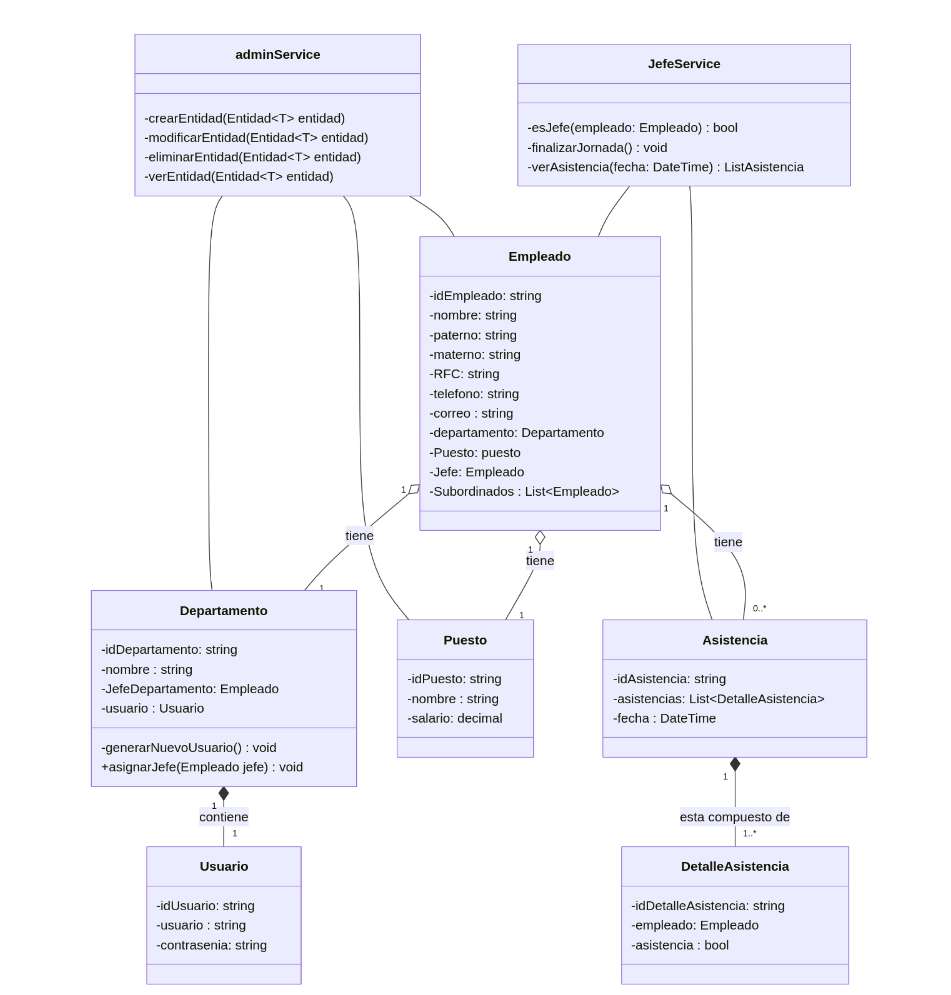 adminService
-crearEntidad(Entidad<T> entidad)
-modificarEntidad(Entidad<T> entidad)
-eliminarEntidad(Entidad<T> entidad)
-verEntidad(Entidad<T> entidad)
JefeService
-esJefe(empleado: Empleado) : bool
-finalizarJornada() : void
-verAsistencia(fecha: DateTime) : ListAsistencia
Empleado
-idEmpleado: string
-nombre: string
-paterno: string
-materno: string
-RFC: string
-telefono: string
-correo : string
-departamento: Departamento
-Puesto: puesto
-Jefe: Empleado
-Subordinados : List<Empleado>
1
tiene
1
1
tiene
1
1
tiene
0..*
Departamento
-idDepartamento: string
-nombre : string
-JefeDepartamento: Empleado
-usuario : Usuario
-generarNuevoUsuario() : void
+asignarJefe(Empleado jefe) : void
Puesto
-idPuesto: string
-nombre : string
-salario: decimal
Asistencia
-idAsistencia: string
-asistencias: List<DetalleAsistencia>
-fecha : DateTime
1
contiene
1
1
esta compuesto de
1..*
Usuario
-idUsuario: string
-usuario : string
-contrasenia: string
DetalleAsistencia
-idDetalleAsistencia: string
-empleado: Empleado
-asistencia : bool